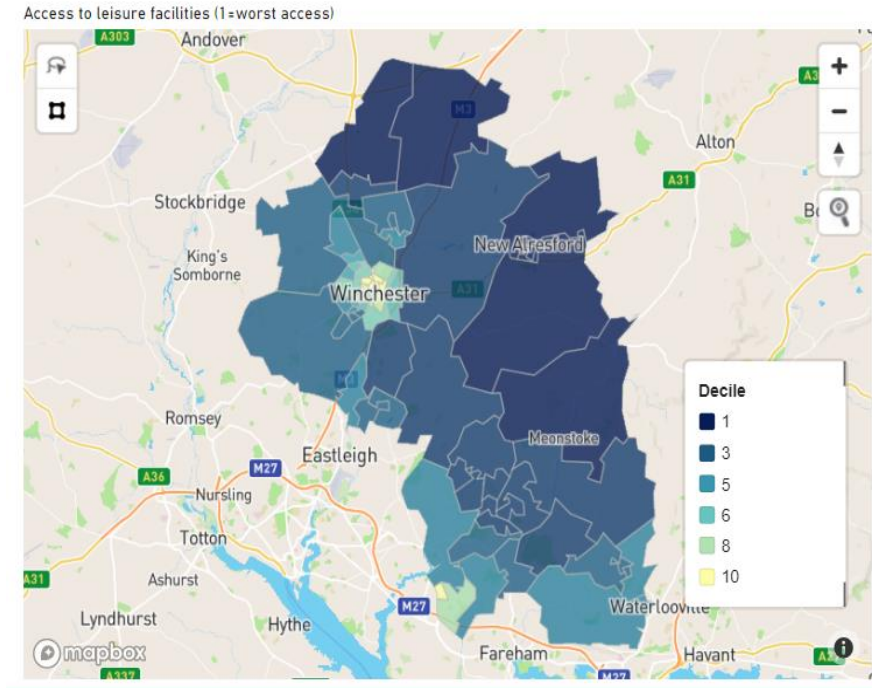 Access to leisure facilities (1=worst access)
A303
Andover
M3
Alton
A31
Stockbridge
New Alresford
King's
Somborne
Winchester
A31
Decile
1
3
5
6
8
10
Romsey
Meonstoke
Eastleigh
M27
A36
Nursling
Totton
A31
Ashurst
M27
Waterlooville
Lyndhurst
Hythe
mapbox
Fareham
Havant
A337
M27